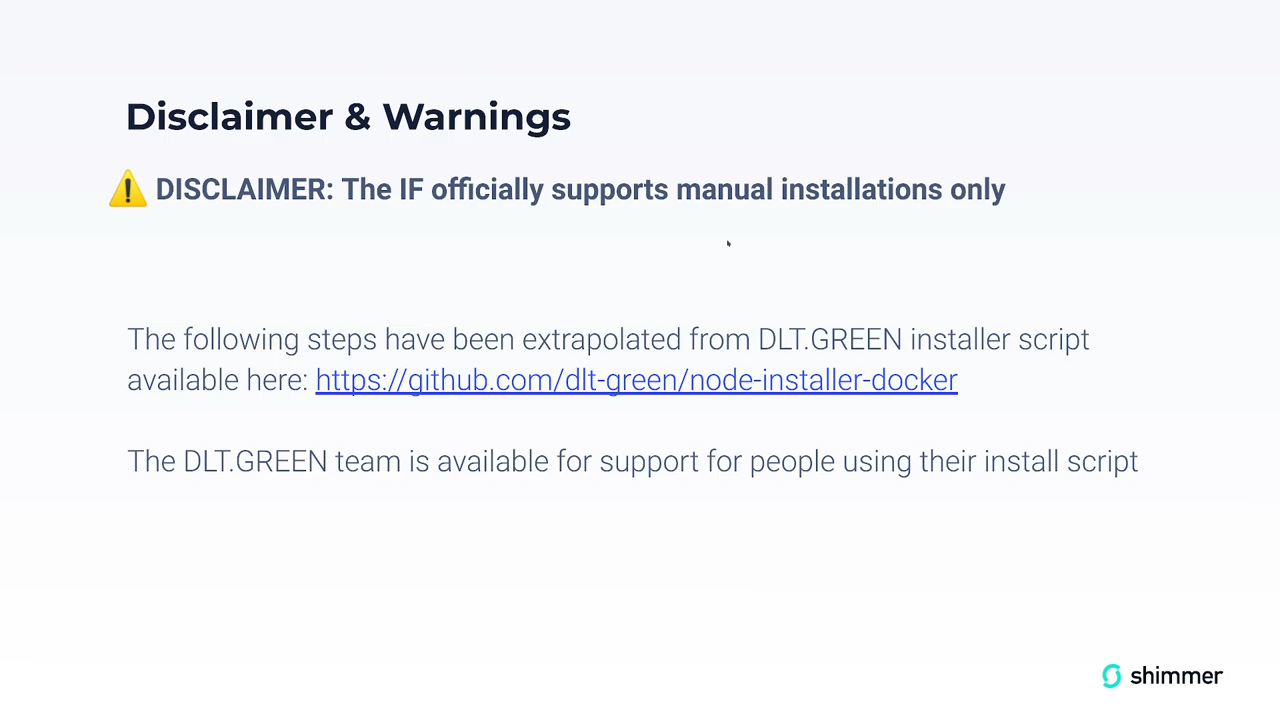 Disclaimer & Warnings
⚠️ DISCLAIMER: The IF officially supports manual installations only
The following steps have been extrapolated from DLT.GREEN installer script
available here: https://github.com/dlt-green/node-installer-docker
The DLT.GREEN team is available for support for people using their install script
shimmer